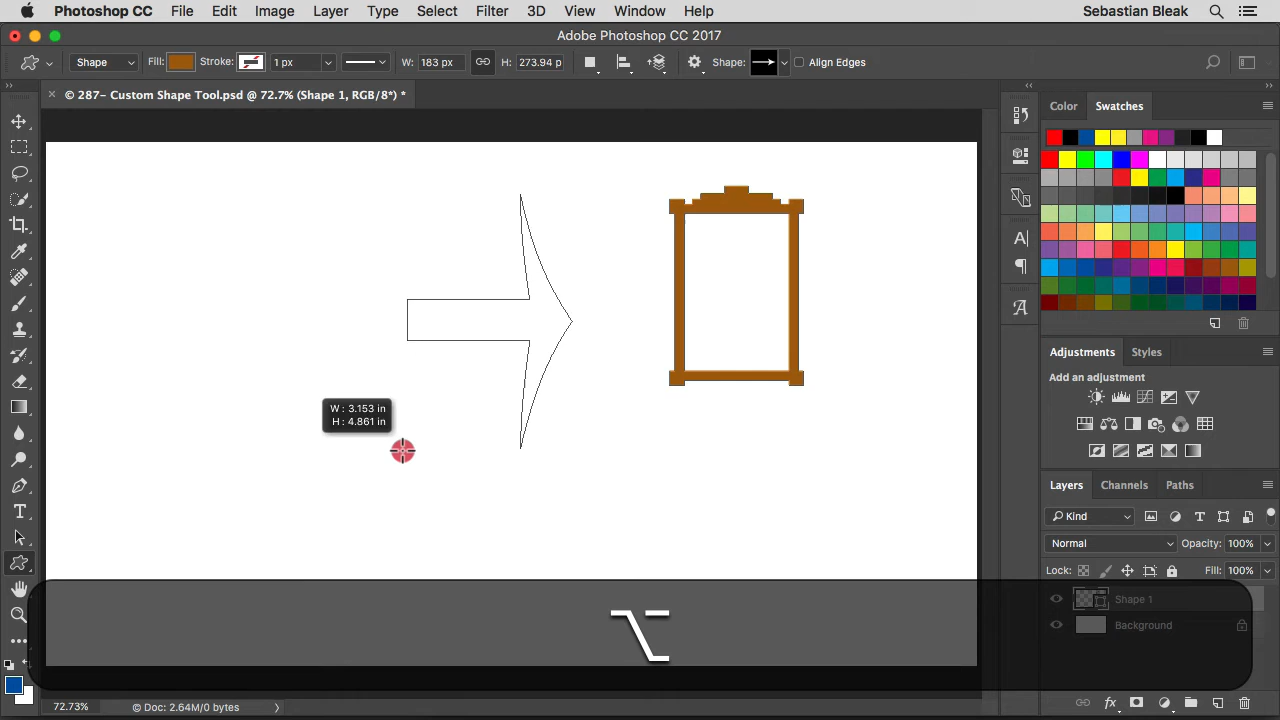 Photoshop CC File Edit Image Layer Type Select Filter 3D View Window Help Sebastian Bleak
Adobe Photoshop CC 2017
Shape Fill: Stroke: 1 px W: 183 px H: 273.94 p Shape: Align Edges
× © 287- Custom Shape Tool.psd @ 72.7% (Shape 1, RGB/8*) *
Color Swatches
W : 3.153 in
H : 4.861 in
Adjustments Styles
Add an adjustment
Layers Channels Paths
Kind
Normal Opacity: 100%
Lock: Fill: 100%
Shape 1
Background
72.73% © Doc: 2.64M/0 bytes